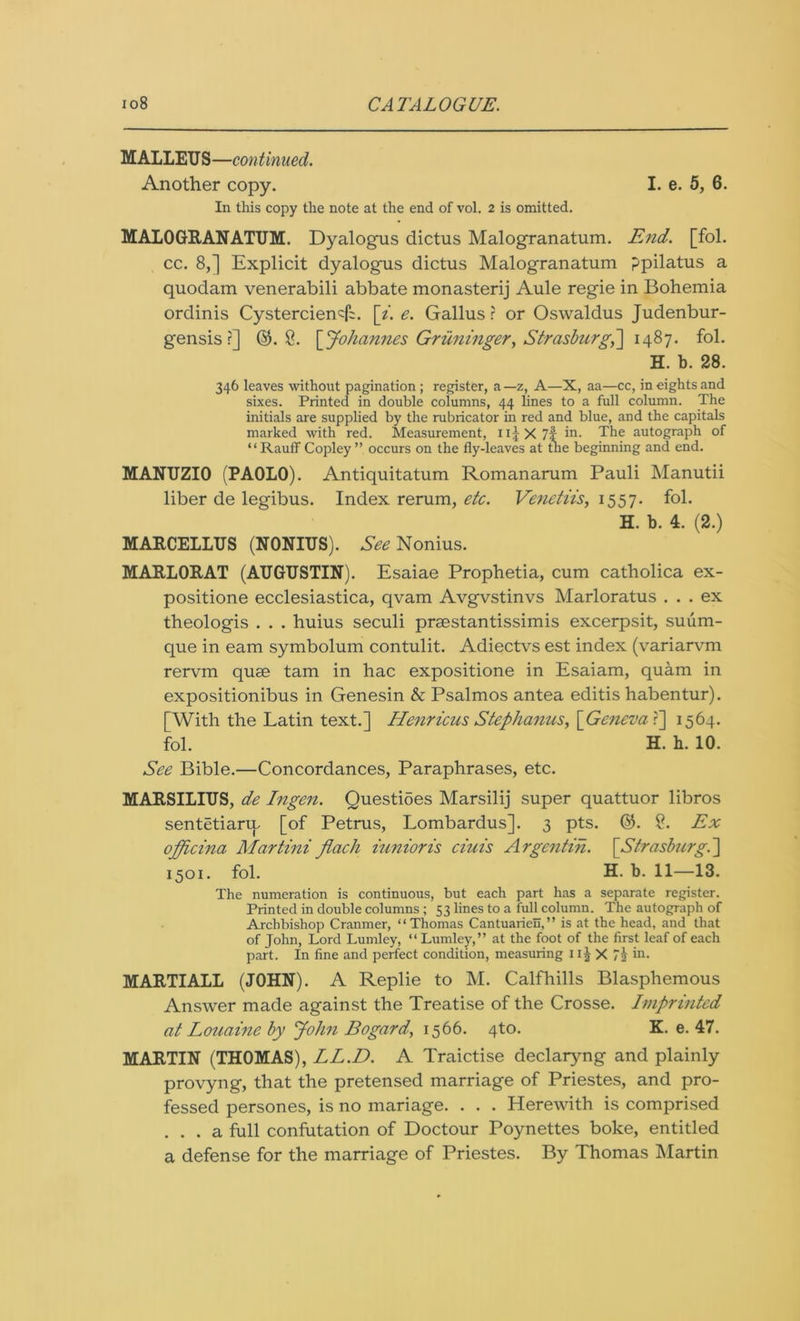 108 CATALOGUE.
MALLEUS—continued.
Another copy. I. e. 5, 6.
In this copy the note at the end of vol. 2 is omitted.
MALOGRANATUM. Dyalogus dictus Malogranatum. End. [fol.
cc. 8,] Explicit dyalogus dictus Malogranatum ꝓpilatus a
quodam venerabili abbate monasterij Aule regie in Bohemia
ordinis Cystercien [i. e. Gallus? or Oswaldus Judenbur-
gensis?] 𝕲. 𝕷. [Johannes Grüninger, Strasburg,] 1487. fol.
H. b. 28.
346 leaves without pagination; register, a—z, A—X, aa—cc, in eights and
sixes. Printed in double columns, 44 lines to a full column. The
initials are supplied by the rubricator in red and blue, and the capitals
marked with red. Measurement, 11½ X 7¾ in. The autograph of
“Rauff Copley” occurs on the fly-leaves at the beginning and end.
MANUZIO (PAOLO). Antiquitatum Romanarum Pauli Manutii
liber de legibus. Index rerum, etc. Venetiis, 1557. fol.
H. b. 4. (2.)
MARCELLUS (NONIUS). See Nonius.
MARLORAT (AUGUSTIN). Esaiae Prophetia, cum catholica ex-
positione ecclesiastica, qvam Avgvstinvs Marloratus . . . ex
theologis . . . huius seculi præstantissimis excerpsit, suúm-
que in eam symbolum contulit. Adiectvs est index (variarvm
rervm quæ tam in hac expositione in Esaiam, quàm in
expositionibus in Genesin & Psalmos antea editis habentur).
[With the Latin text.] Henricus Stephanus, [Geneva?] 1564.
fol. H. h. 10.
See Bible.—Concordances, Paraphrases, etc.
MARSILIUS, de Ingen. Questiões Marsilij super quattuor libros
sentētiarꝝ [of Petrus, Lombardus]. 3 pts. 𝕲. 𝕷. Ex
officina Martini flach iunioris ciuis Argentiñ. [Strasburg.]
1501. fol. H. b. 11—13.
The numeration is continuous, but each part has a separate register.
Printed in double columns; 53 lines to a full column. The autograph of
Archbishop Cranmer, “Thomas Cantuarieñ,” is at the head, and that
of John, Lord Lumley, “Lumley,” at the foot of the first leaf of each
part. In fine and perfect condition, measuring 11½ X 7½ in.
MARTIALL (JOHN). A Replie to M. Calfhills Blasphemous
Answer made against the Treatise of the Crosse. Imprinted
at Louaine by John Bogard, 1566. 4to. K. e. 47.
MARTIN (THOMAS), LL.D. A Traictise declaryng and plainly
provyng, that the pretensed marriage of Priestes, and pro-
fessed persones, is no mariage. . . . Herewith is comprised
. . . a full confutation of Doctour Poynettes boke, entitled
a defense for the marriage of Priestes. By Thomas Martin